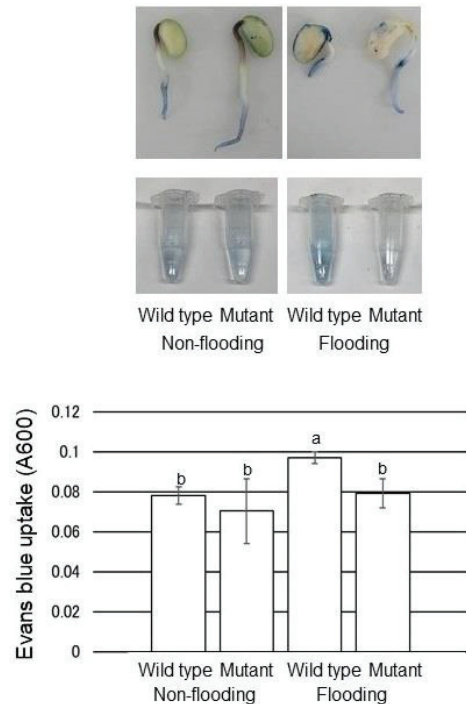 Wild type Mutant Wild type Mutant
Non-flooding Flooding
Evans blue uptake (A600)
0.12
0.1
0.08
0.06
0.04
0.02
0
b b a b
Wild type Mutant Wild type Mutant
Non-flooding Flooding